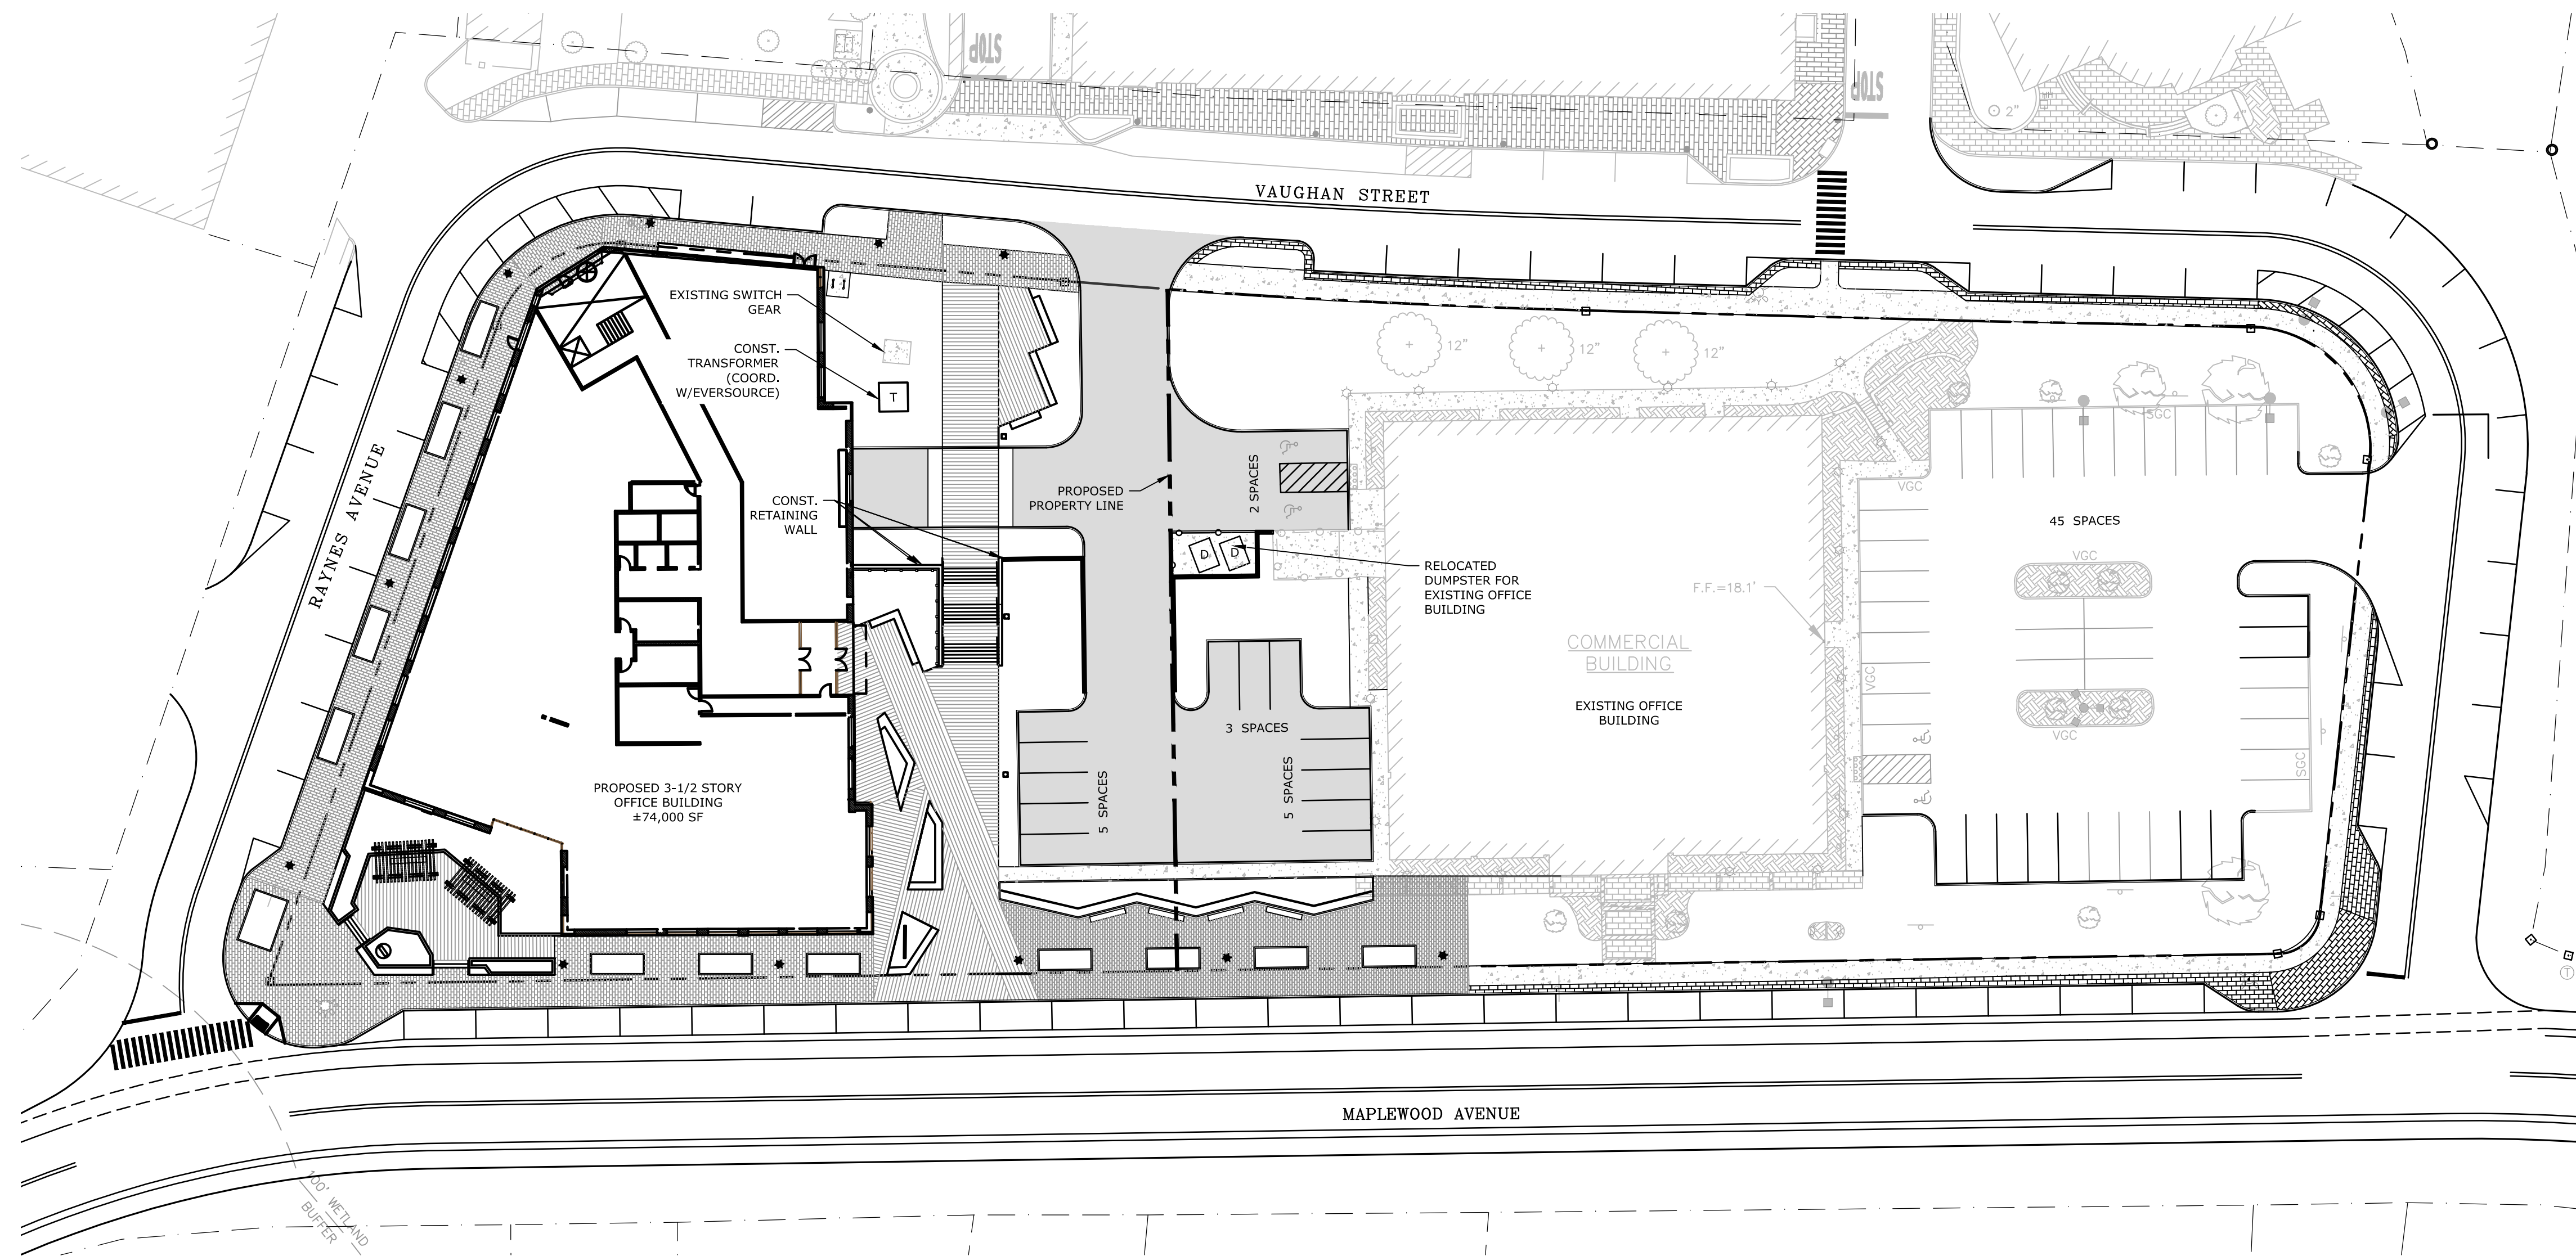 STOP
STOP
2"
4"
VAUGHAN STREET
EXISTING SWITCH
GEAR
CONST.
TRANSFORMER
(COORD.
W/EVERSOURCE)
T
12"
12"
12"
SGC
RAYNES AVENUE
CONST.
RETAINING
WALL
PROPOSED
PROPERTY LINE
2 SPACES
VGC
45 SPACES
D
D
VGC
RELOCATED
DUMPSTER FOR
EXISTING OFFICE
BUILDING
F.F.=18.1'
COMMERCIAL
BUILDING
VGC
EXISTING OFFICE
BUILDING
3 SPACES
VGC
SGC
PROPOSED 3-1/2 STORY
OFFICE BUILDING
±74,000 SF
5 SPACES
5 SPACES
T
MAPLEWOOD AVENUE
100' WETLAND
BUFFER